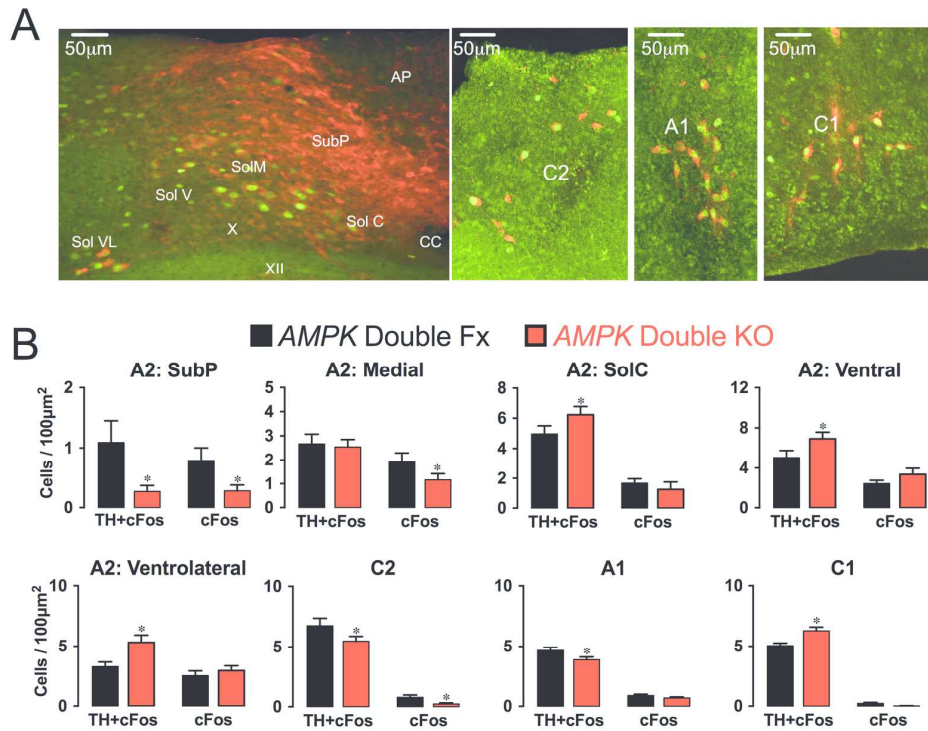 A
50µm
AP
SubP
SolM
Sol V
X
Sol C
Sol VL
CC
XII
50µm
C2
50µm
A1
50µm
C1
B
AMPK Double Fx AMPK Double KO
A2: SubP
Cells / 100µm²
2
1
0
* *
TH+cFos cFos
A2: Medial
5
4
3
2
1
0
*
TH+cFos cFos
A2: SolC
8
6
4
2
0
*
TH+cFos cFos
A2: Ventral
12
8
4
0
*
TH+cFos cFos
A2: Ventrolateral
Cells / 100µm²
10
5
0
*
TH+cFos cFos
C2
10
5
0
* *
TH+cFos cFos
A1
10
5
0
*
TH+cFos cFos
C1
10
5
0
*
TH+cFos cFos